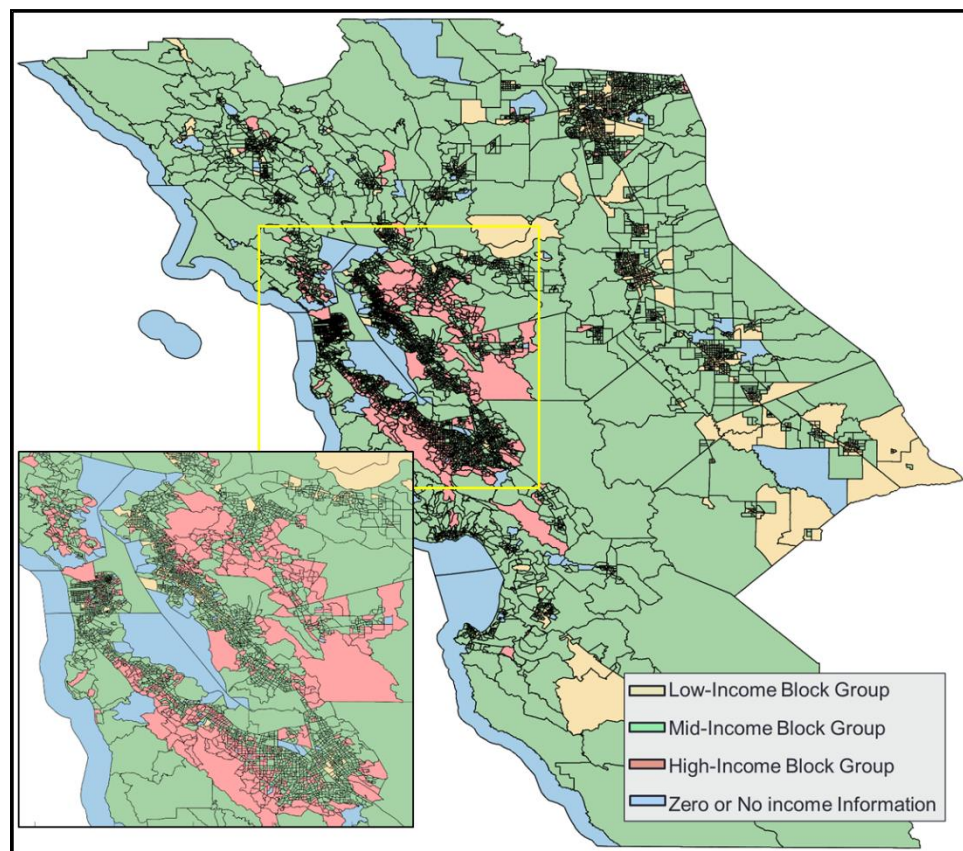 Low-Income Block Group
Mid-Income Block Group
High-Income Block Group
Zero or No income Information